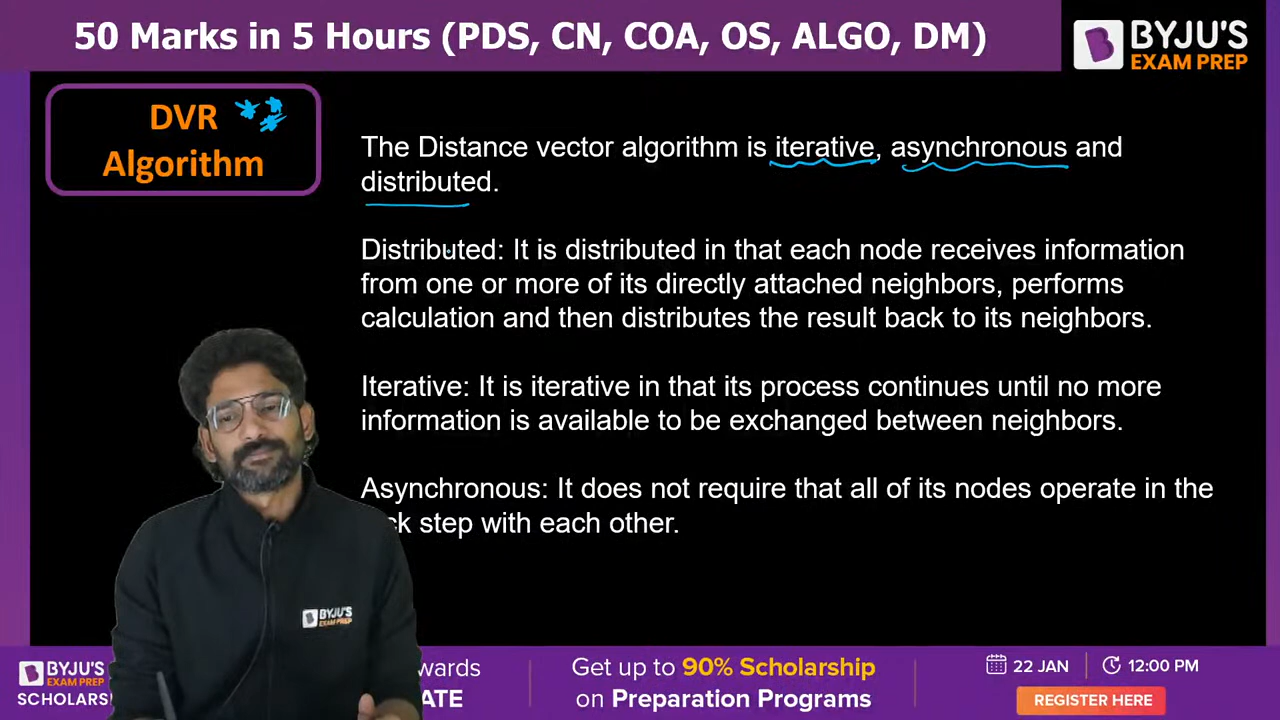 50 Marks in 5 Hours (PDS, CN, COA, OS, ALGO, DM)
BYJU'S
EXAM PREP
DVR
Algorithm
The Distance vector algorithm is iterative, asynchronous and
distributed.
Distributed: It is distributed in that each node receives information
from one or more of its directly attached neighbors, performs
calculation and then distributes the result back to its neighbors.
Iterative: It is iterative in that its process continues until no more
information is available to be exchanged between neighbors.
Asynchronous: It does not require that all of its nodes operate in the
step with each other.
BYJU'S
EXAM PREP
BYJU'S
EXAM PREP
Get up to 90% Scholarship
on Preparation Programs
22 JAN
12:00 PM
REGISTER HERE